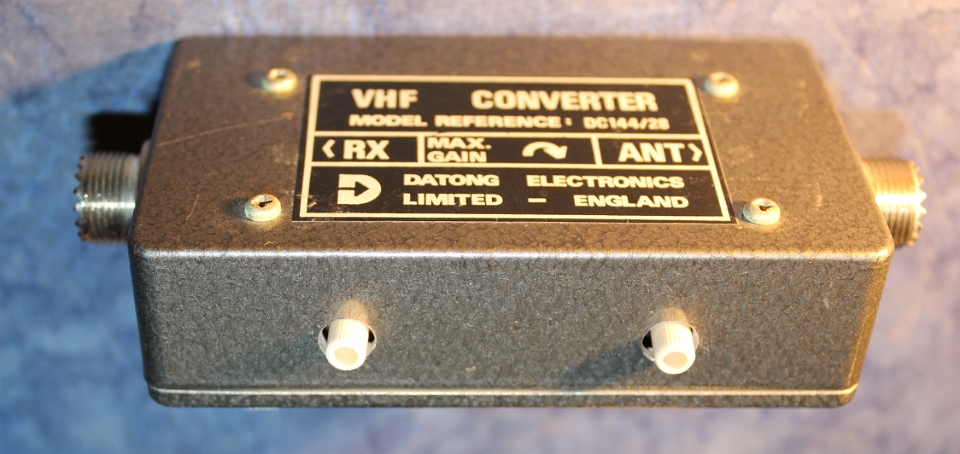 VHF CONVERTER
MODEL REFERENCE: DC144/28
< RX
MAX.
GAIN
ANT >
DATONG ELECTRONICS
LIMITED – ENGLAND